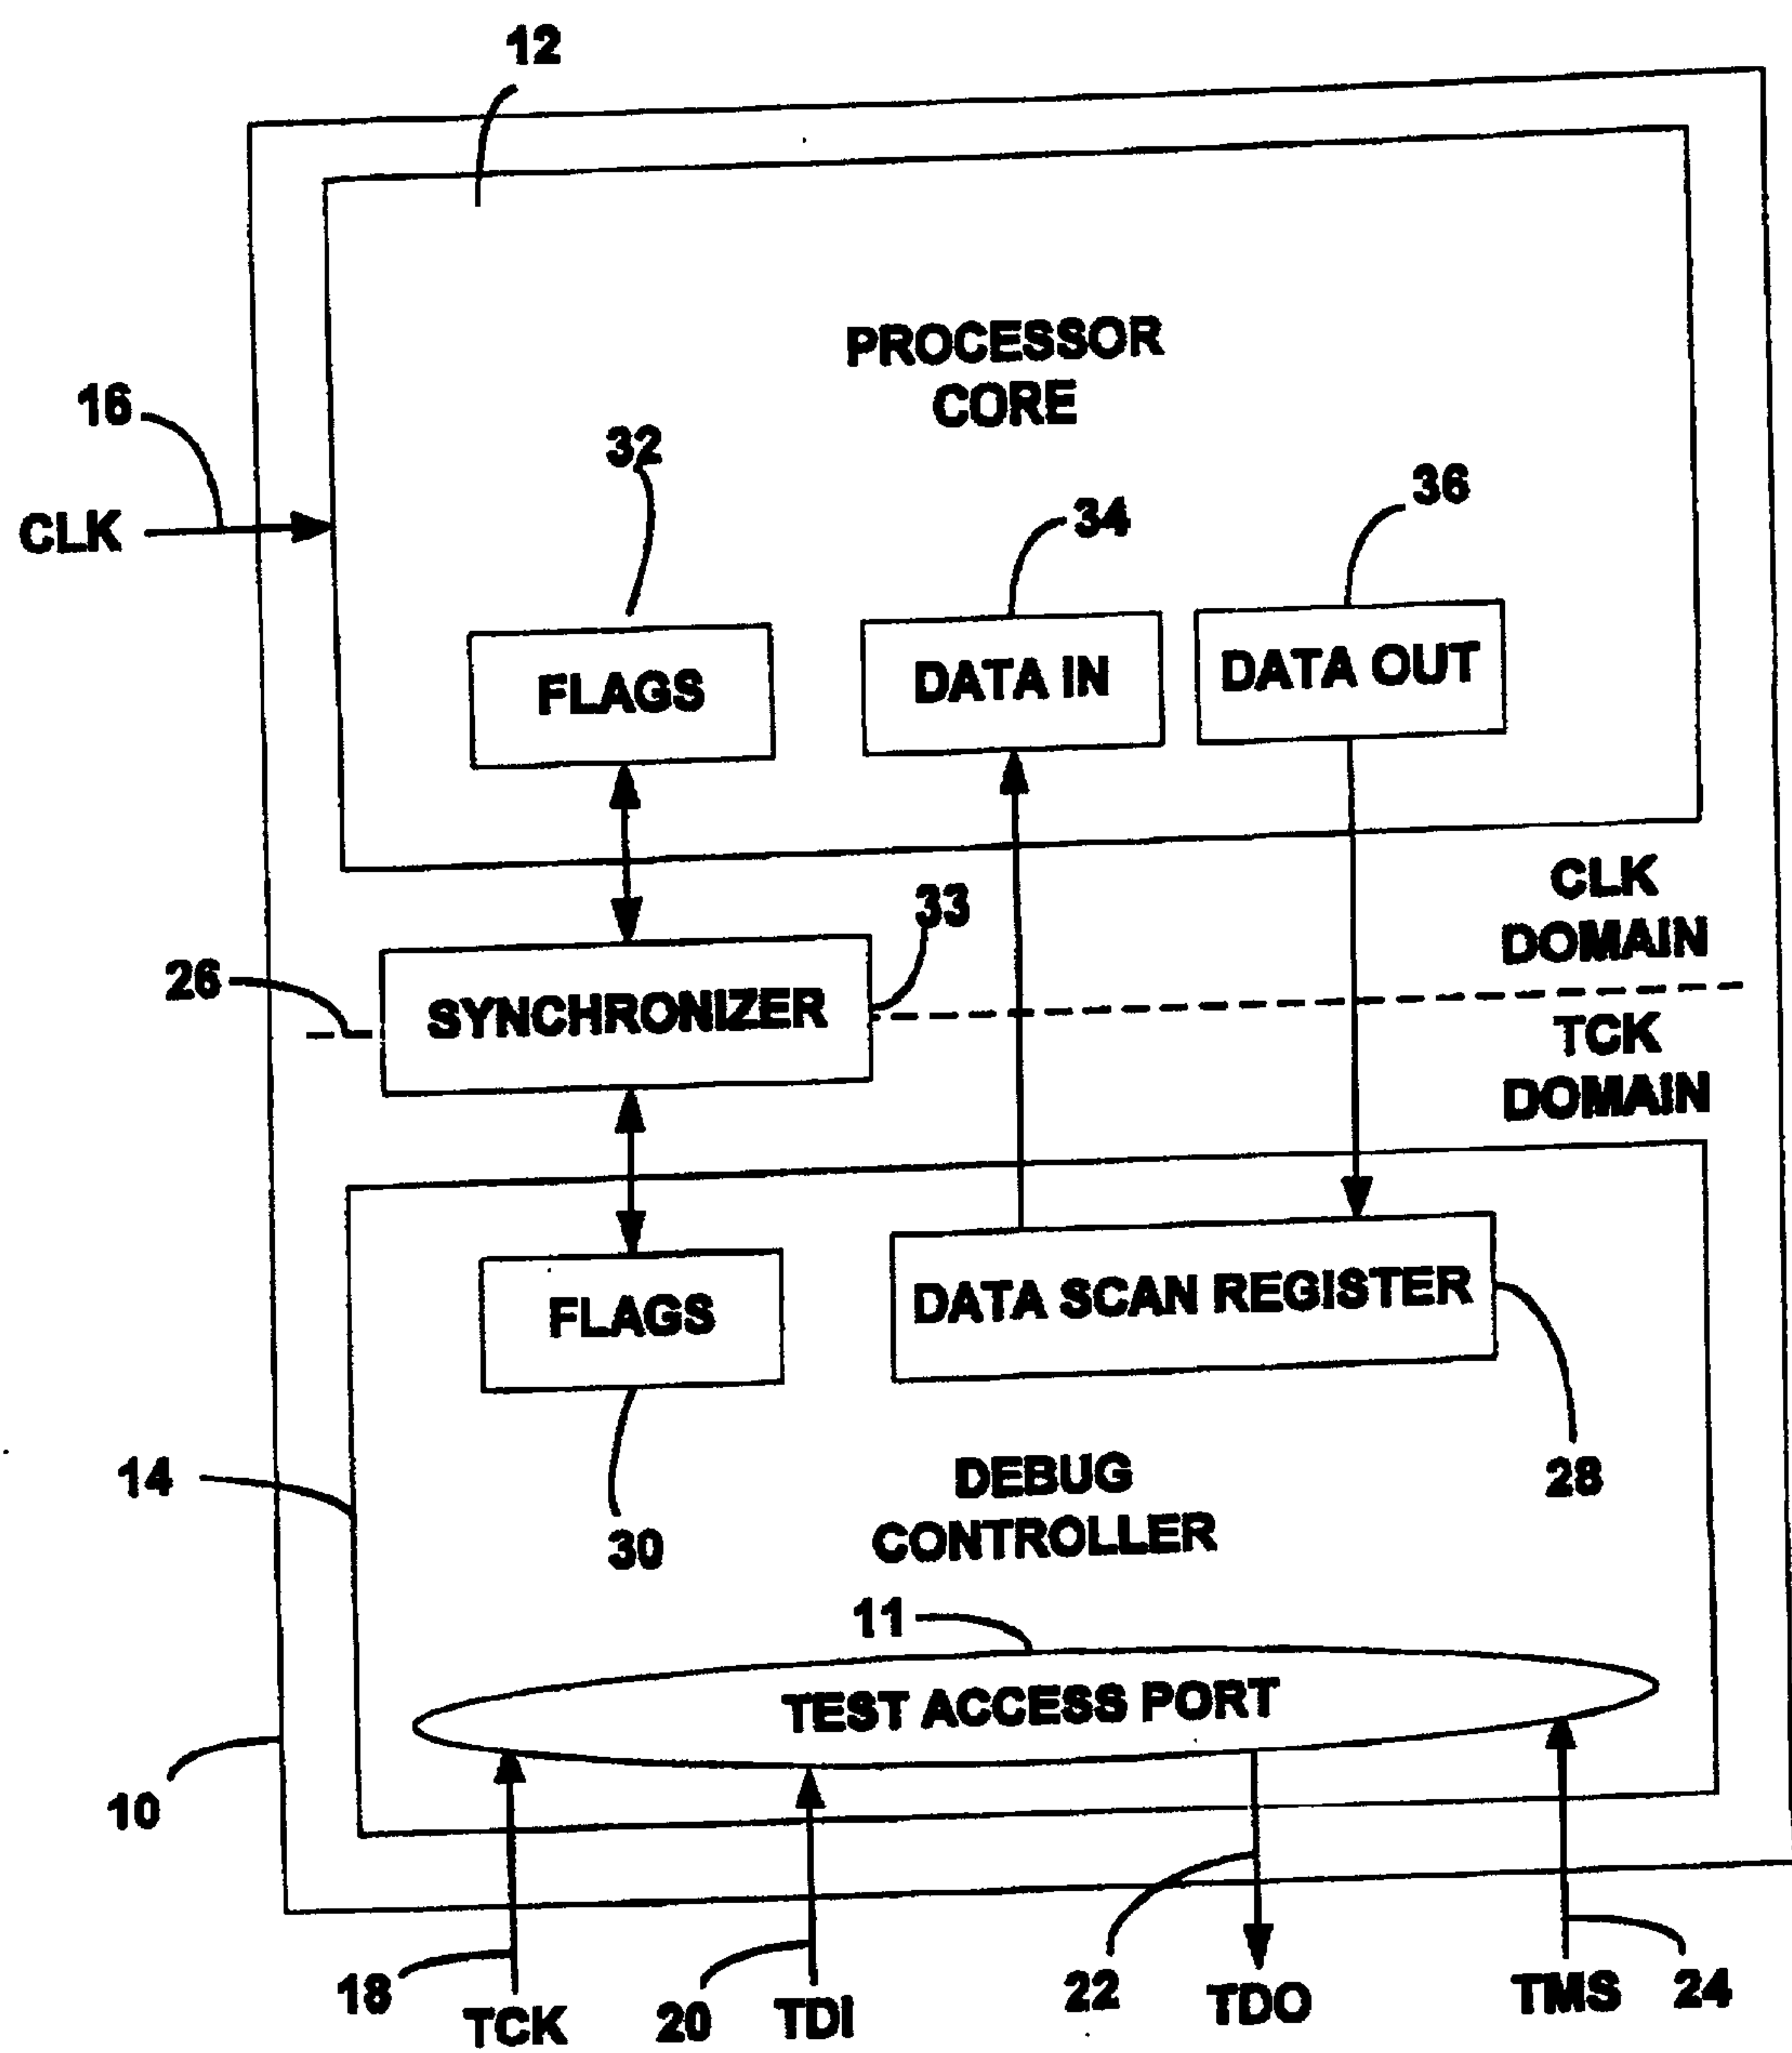 12
PROCESSOR
CORE
16
CLK
32
34
36
FLAGS
DATA IN
DATA OUT
CLK
DOMAIN
33
26
SYNCHRONIZER
TCK
DOMAIN
FLAGS
DATA SCAN REGISTER
14
30
DEBUG
CONTROLLER
28
11
TEST ACCESS PORT
10
18
TCK
20
TDI
22
TDO
TMS
24